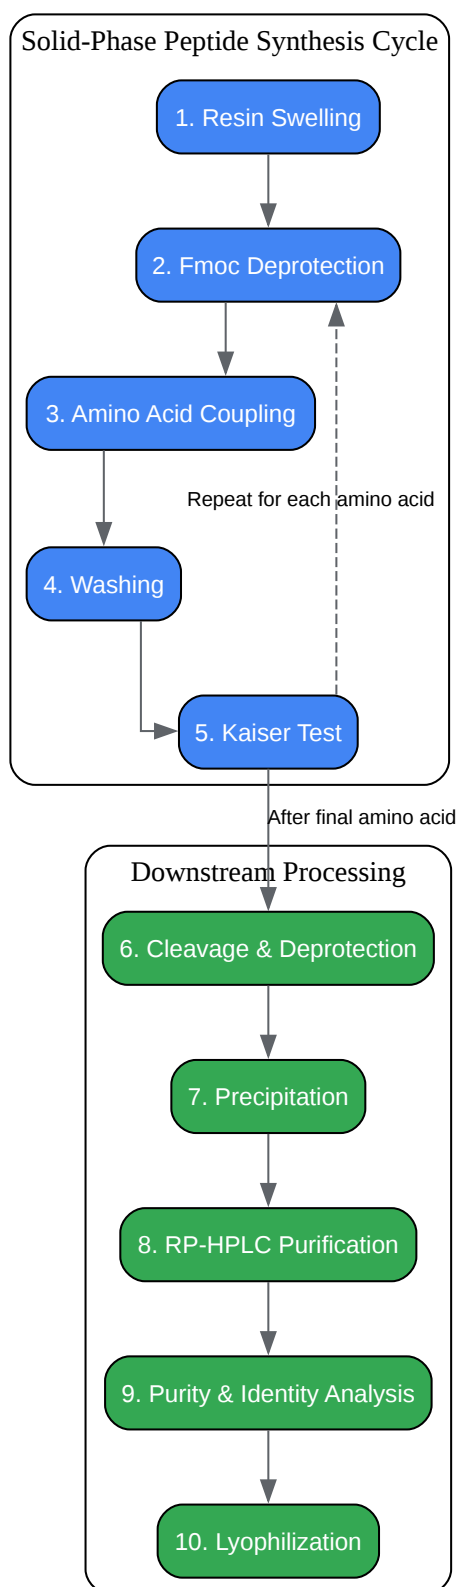 Solid-Phase Peptide Synthesis Cycle
1. Resin Swelling
2. Fmoc Deprotection
3. Amino Acid Coupling
Repeat for each amino acid
4. Washing
5. Kaiser Test
After final amino acid
Downstream Processing
6. Cleavage & Deprotection
7. Precipitation
8. RP-HPLC Purification
9. Purity & Identity Analysis
10. Lyophilization